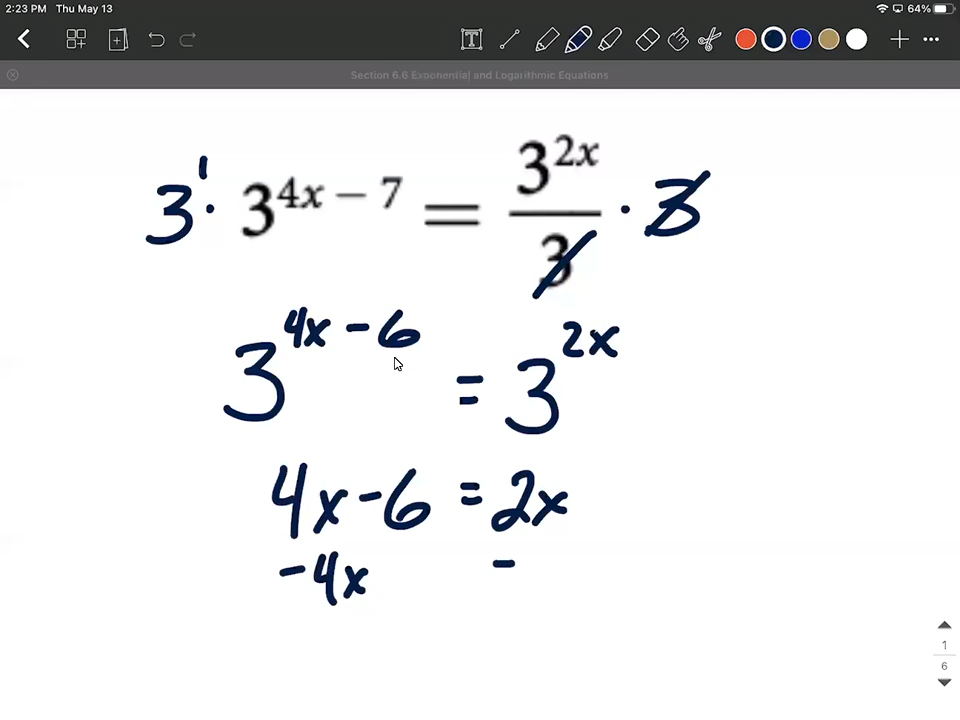 2:23 PM Thu May 13 64%
T
Section 6.6 Exponential and Logarithmic Equations
3¹ · 3^{4x − 7} = 3^{2x}/3 · 3
3^{4x − 6} = 3^{2x}
4x − 6 = 2x
−4x −
1
6